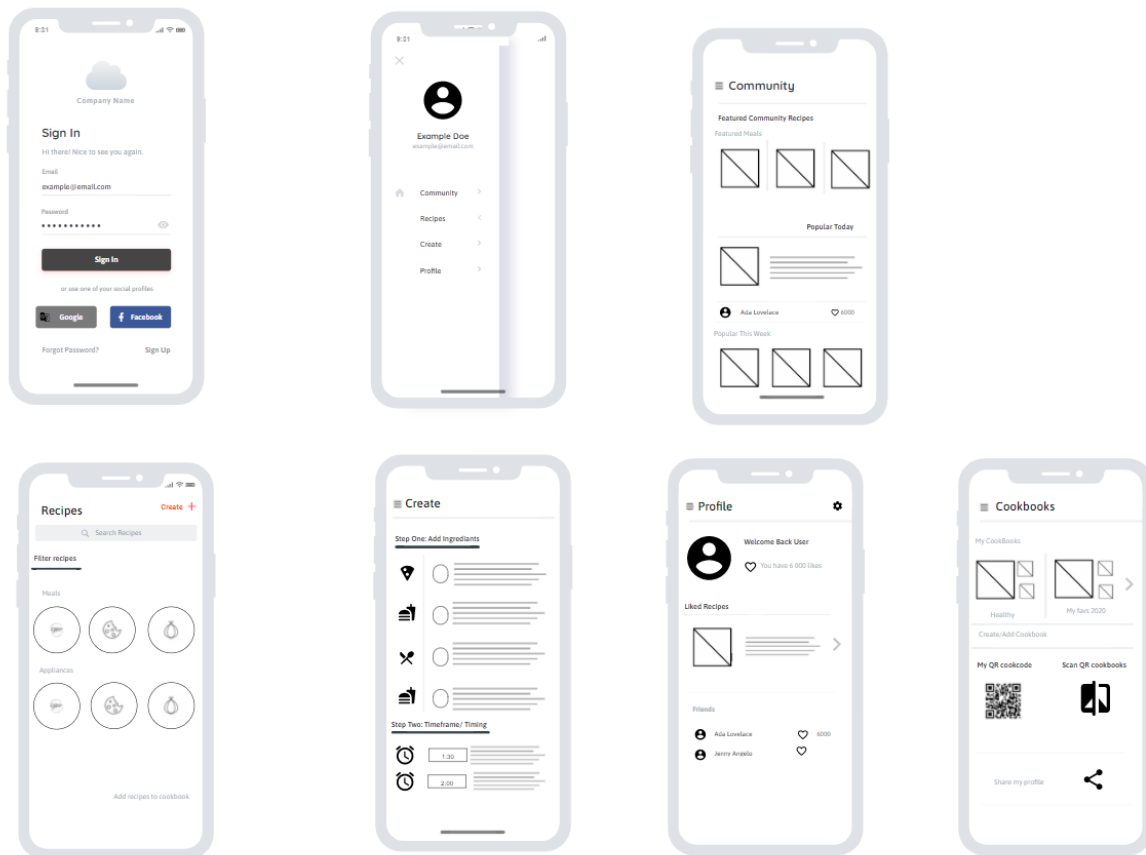 9:21
Company Name
Sign In
Hi there! Nice to see you again.
Email
example@email.com
Password
Sign In
or use one of your social profiles
Google
Facebook
Forgot Password?
Sign Up
9:21
Example Doe
example@email.com
Community
Recipes
Create
Profile
Community
Featured Community Recipes
Featured Meals
Popular Today
Ada Lovelace
6000
Popular This Week
Recipes
Create +
Search Recipes
Filter recipes
Meals
Appliances
Add recipes to cookbook
Create
Step One: Add Ingrediants
Step Two: Timeframe/ Timing
1:30
2:00
Profile
Welcome Back User
You have 6 000 likes
Liked Recipes
Friends
Ada Lovelace
6000
Jenny Angelo
Cookbooks
My CookBooks
Healthy
My favs 2020
Create/Add Cookbook
My QR cookcode
Scan QR cookbooks
Share my profile